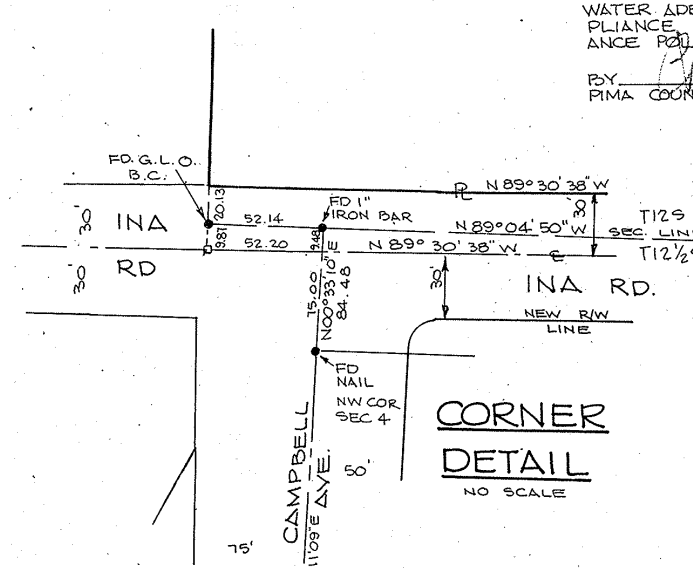 WATER ADE
PLIANCE
ANCE POL
BY
PIMA COUN
FD. G. L. O.
B.C.
20.13
FD 1"
IRON BAR
P
L
N 89° 30' 38" W
30'
INA
52.14
N 89° 04' 50" W
T12S
SEC. LINE
T12½
30'
9.87
52.20
9.48
N 89° 30' 38" W
C
L
RD
30'
75.00
N00° 33' 10" E
84.48
30'
INA RD.
NEW R/W
LINE
FD
NAIL
NW COR
SEC 4
CORNER
DETAIL
NO SCALE
CAMPBELL AVE.
50'
11'09" E
75'